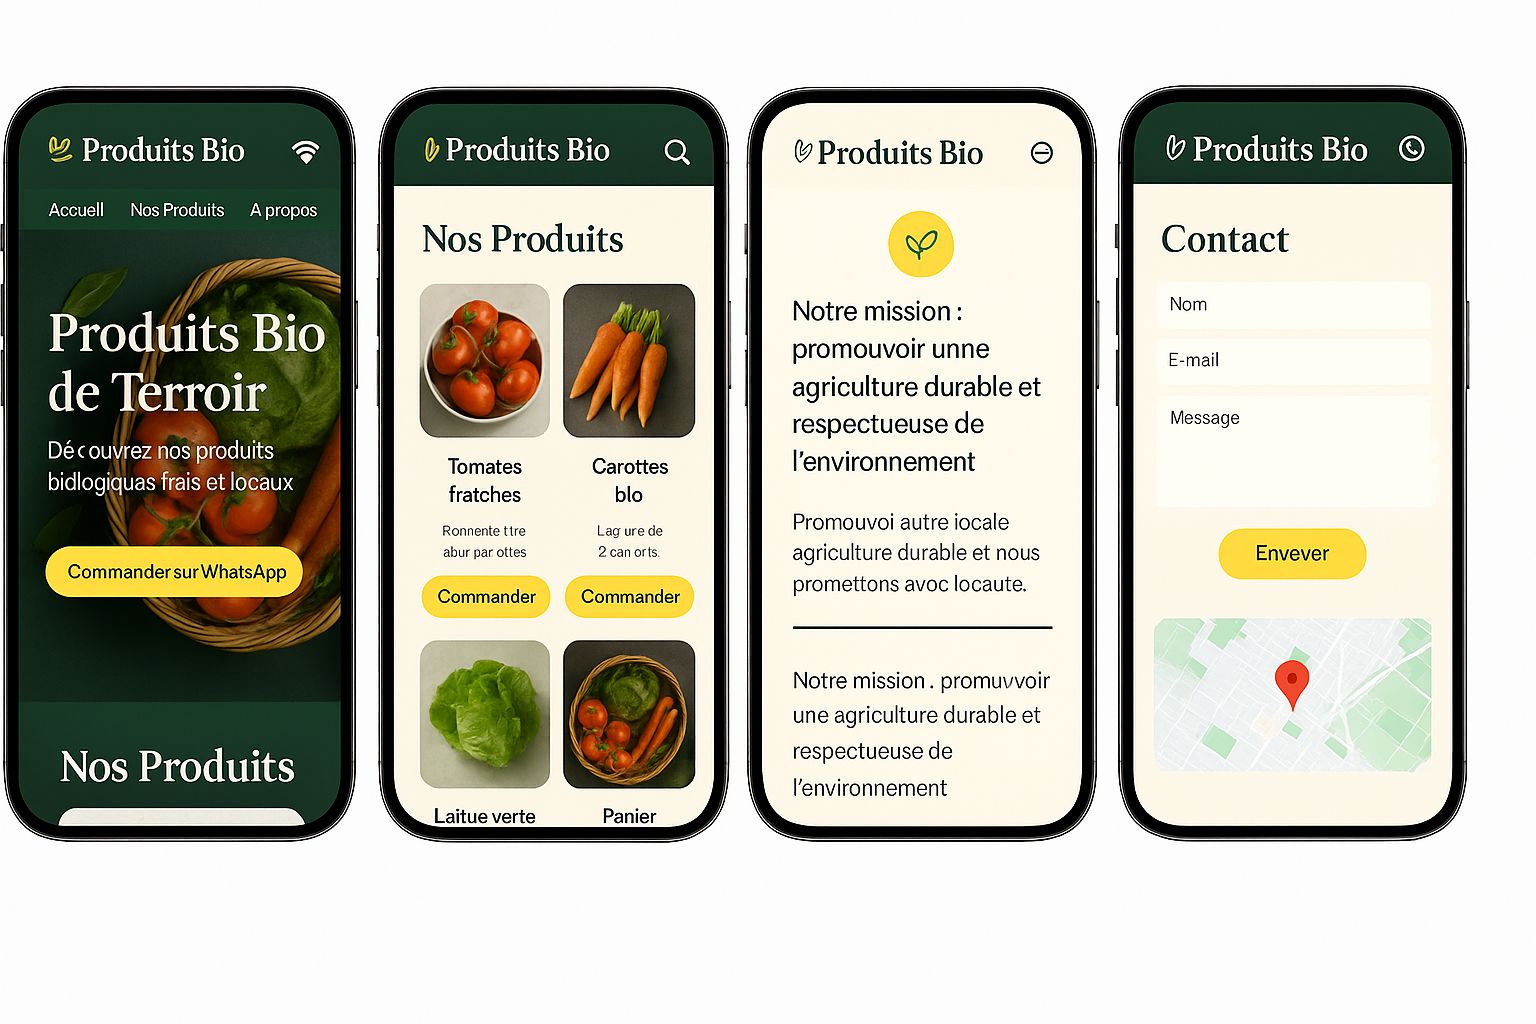 Produits Bio
Accuell Nos Produits A propos
Produits Bio
de Terroir
Découvrez nos produits
bidlogiquas frais et locaux
Commander sur WhatsApp
Nos Produits
Produits Bio
Nos Produits
Tomates
fratches
Ronnente ttre
abur par ottes
Commander
Carottes
blo
Lag ure de
2 can orts.
Commander
Laitue verte
Panier
Produits Bio
Notre mission :
promouvoir unne
agriculture durable et
respectueuse de
l'environnement
Promouvoi autre iocale
agriculture durable et nous
promettons avoc locaute.
Notre mission . promuvvoir
une agriculture durable et
respectueuse de
l'environnement
Produits Bio
Contact
Nom
E-mail
Message
Envever